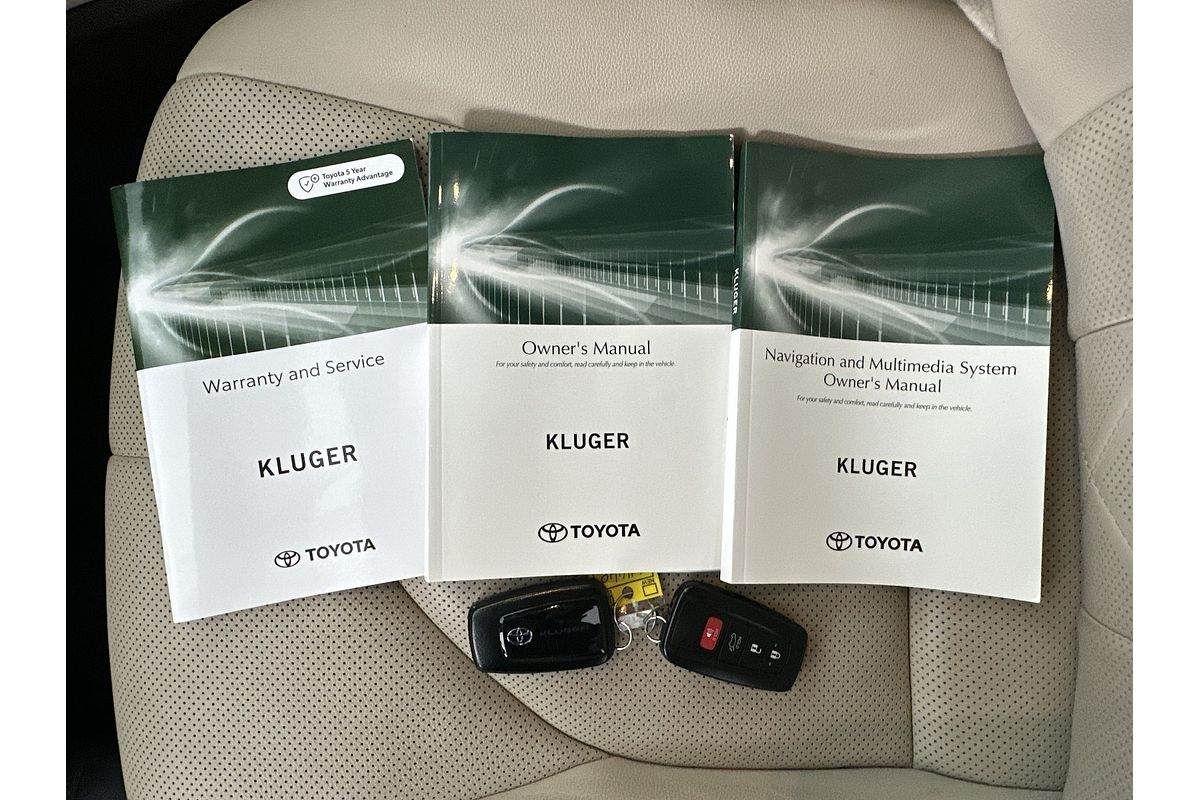 Toyota 5 Year
Warranty Advantage
Warranty and Service
KLUGER
TOYOTA
Owner's Manual
For your safety and comfort, read carefully and keep in the vehicle.
KLUGER
TOYOTA
KLUGER
Navigation and Multimedia System
Owner's Manual
For your safety and comfort, read carefully and keep in the vehicle.
KLUGER
TOYOTA
KLUGER
NEW
HOLD